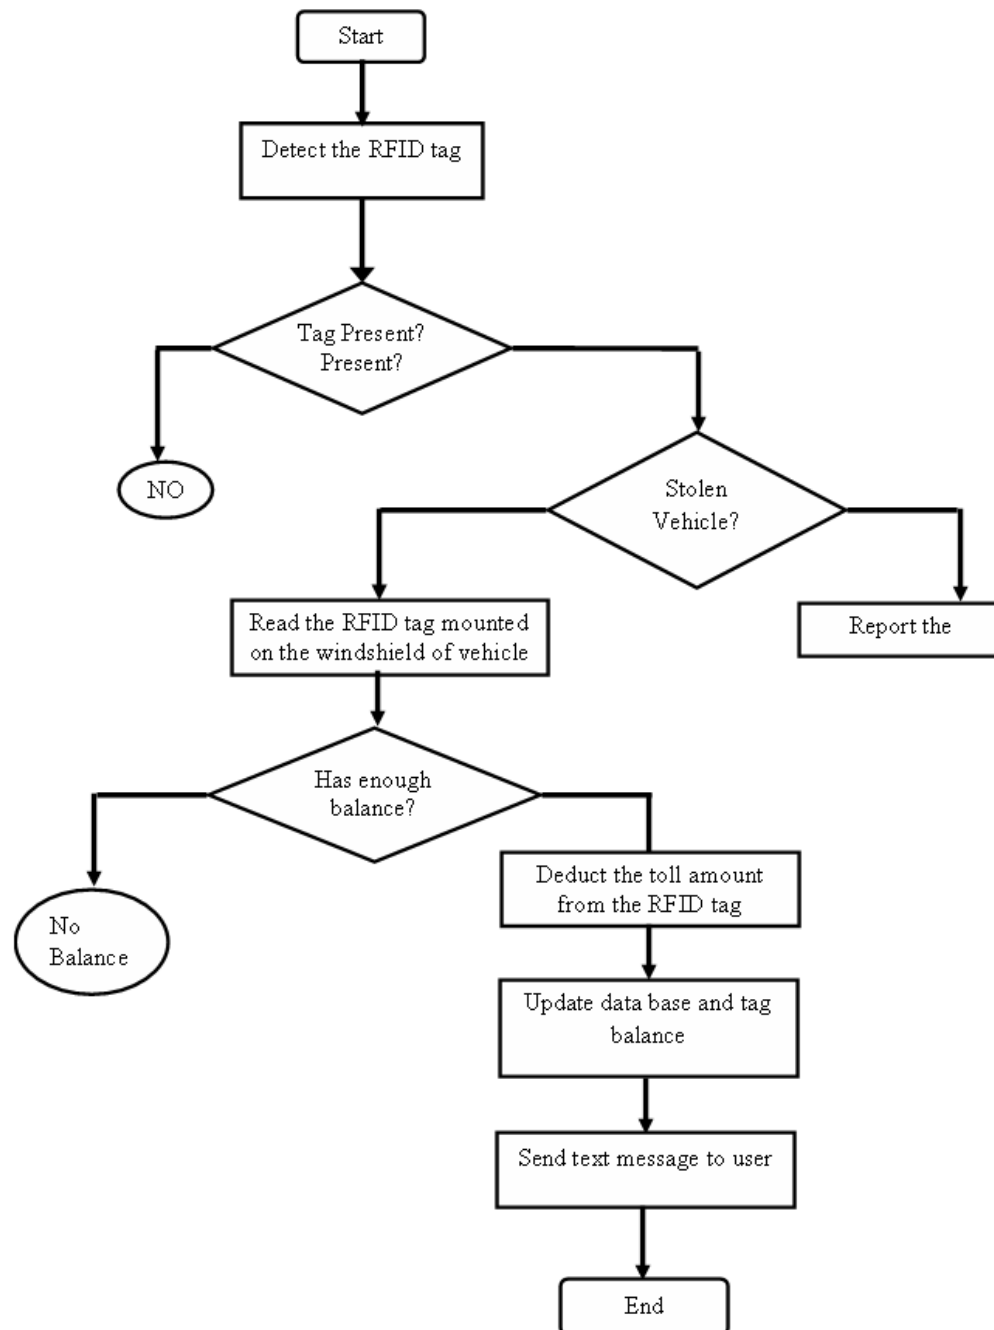 Start
Detect the RFID tag
Tag Present?
Present?
NO
Stolen
Vehicle?
Read the RFID tag mounted
on the windshield of vehicle
Report the
Has enough
balance?
No
Balance
Deduct the toll amount
from the RFID tag
Update data base and tag
balance
Send text message to user
End